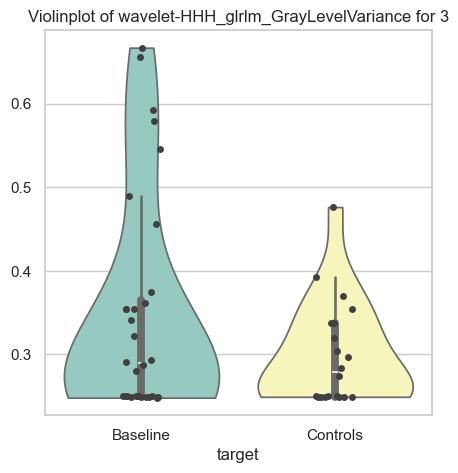 Violinplot of wavelet-HHH_glrlm_GrayLevelVariance for 3
0.6
0.5
0.4
0.3
Baseline Controls
target